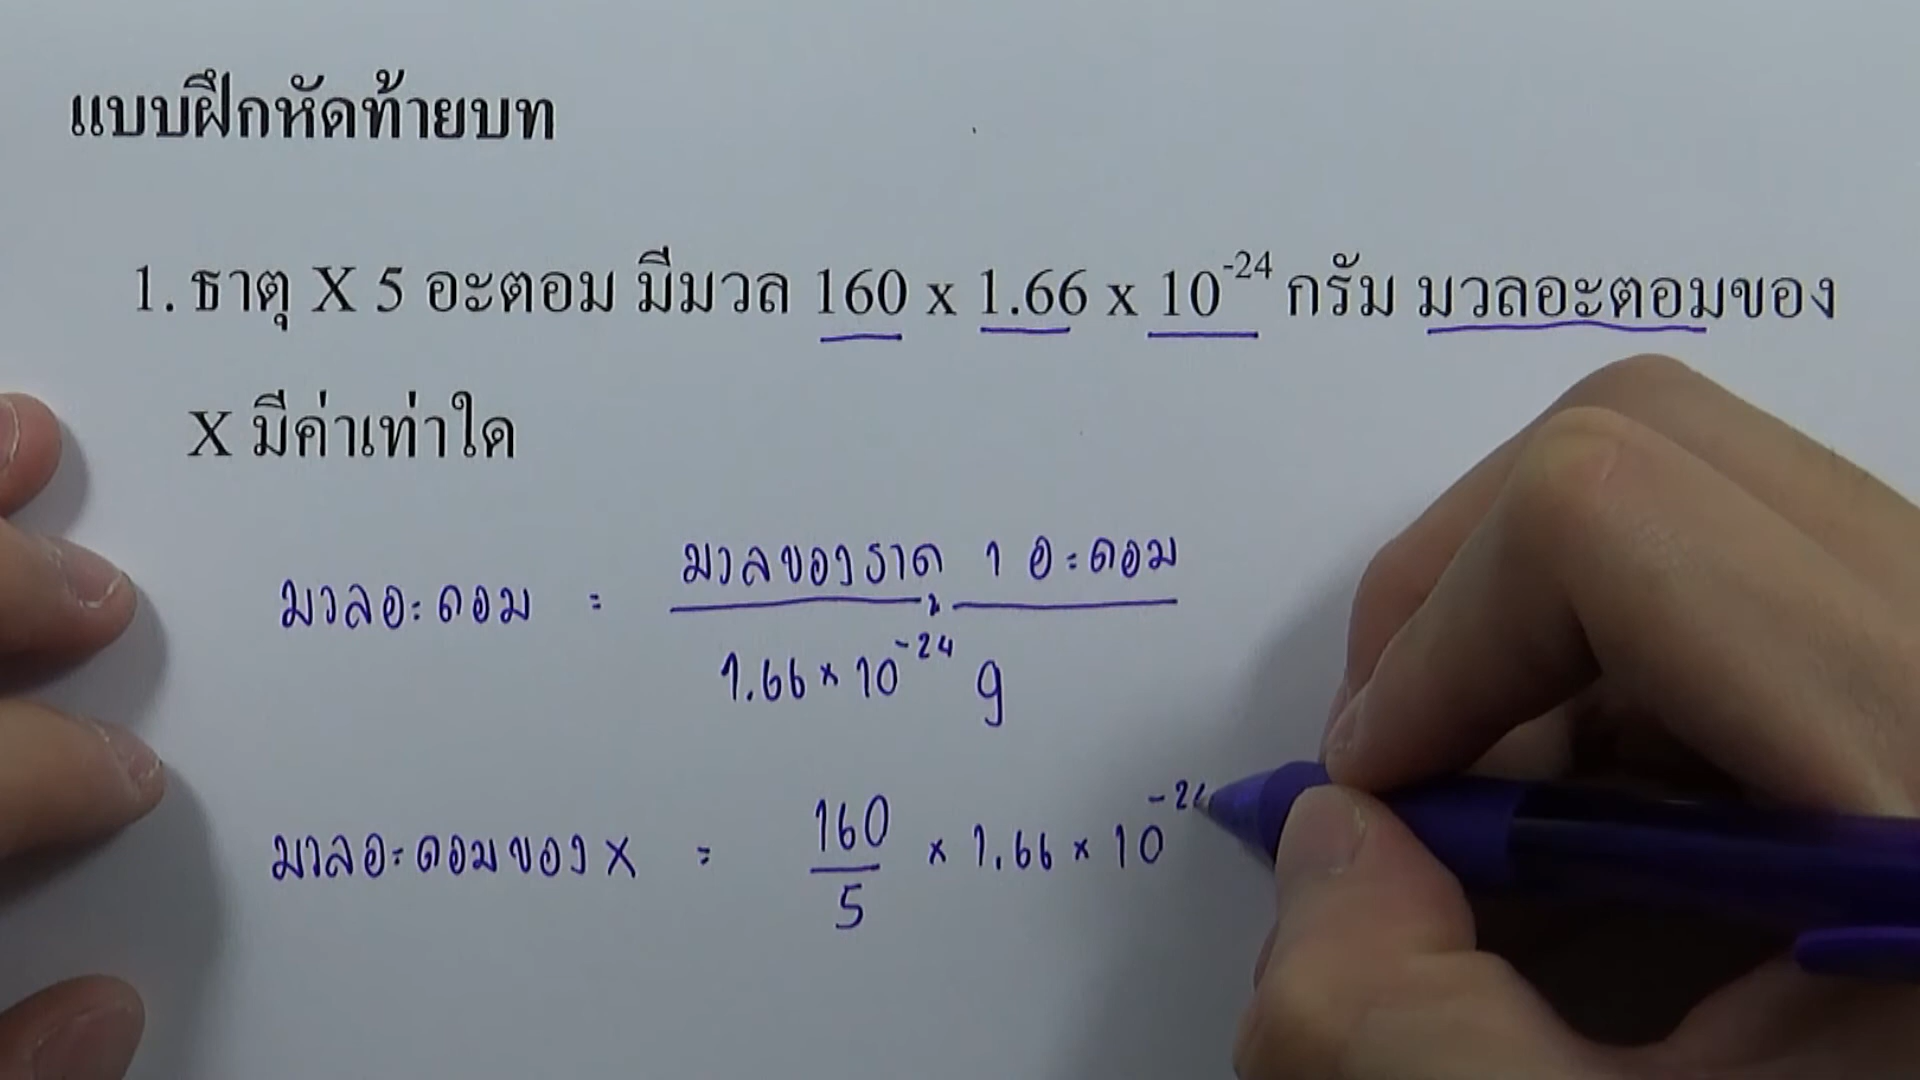 แบบฝึกหัดท้ายบท
1. ธาตุ X 5 อะตอม มีมวล 160 x 1.66 x 10⁻²⁴ กรัม มวลอะตอมของ
X มีค่าเท่าใด
มวลอะตอม = มวลของธาตุ 1 อะตอม
1.66 × 10⁻²⁴ g
มวลอะตอมของ X = 160 × 1.66 × 10⁻²⁴
5